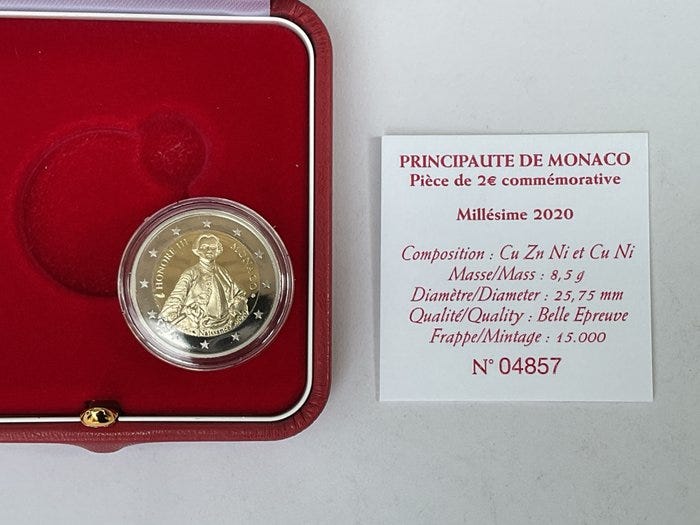 HONORE III MONACO
Naissance
PRINCIPAUTE DE MONACO
Pièce de 2€ commémorative
Millésime 2020
Composition : Cu Zn Ni et Cu Ni
Masse/Mass : 8,5 g
Diamètre/Diameter : 25,75 mm
Qualité/Quality : Belle Epreuve
Frappe/Mintage : 15.000
N° 04857